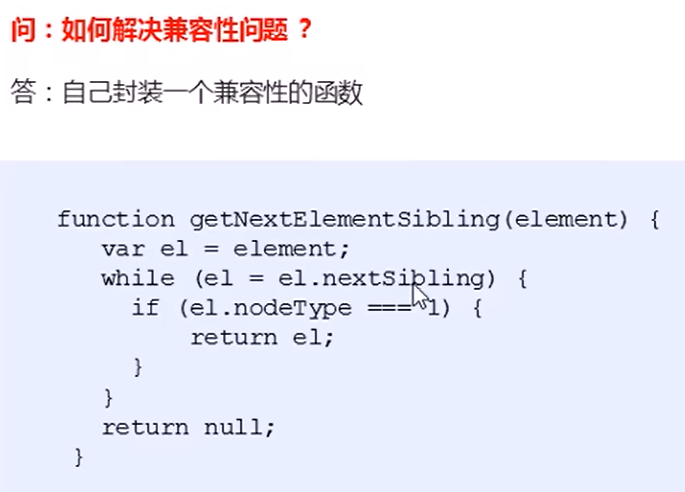 问：如何解决兼容性问题？
答：自己封装一个兼容性的函数
function getNextElementSibling(element) {
var el = element;
while (el = el.nextSibling) {
if (el.nodeType === 1) {
return el;
}
}
return null;
}